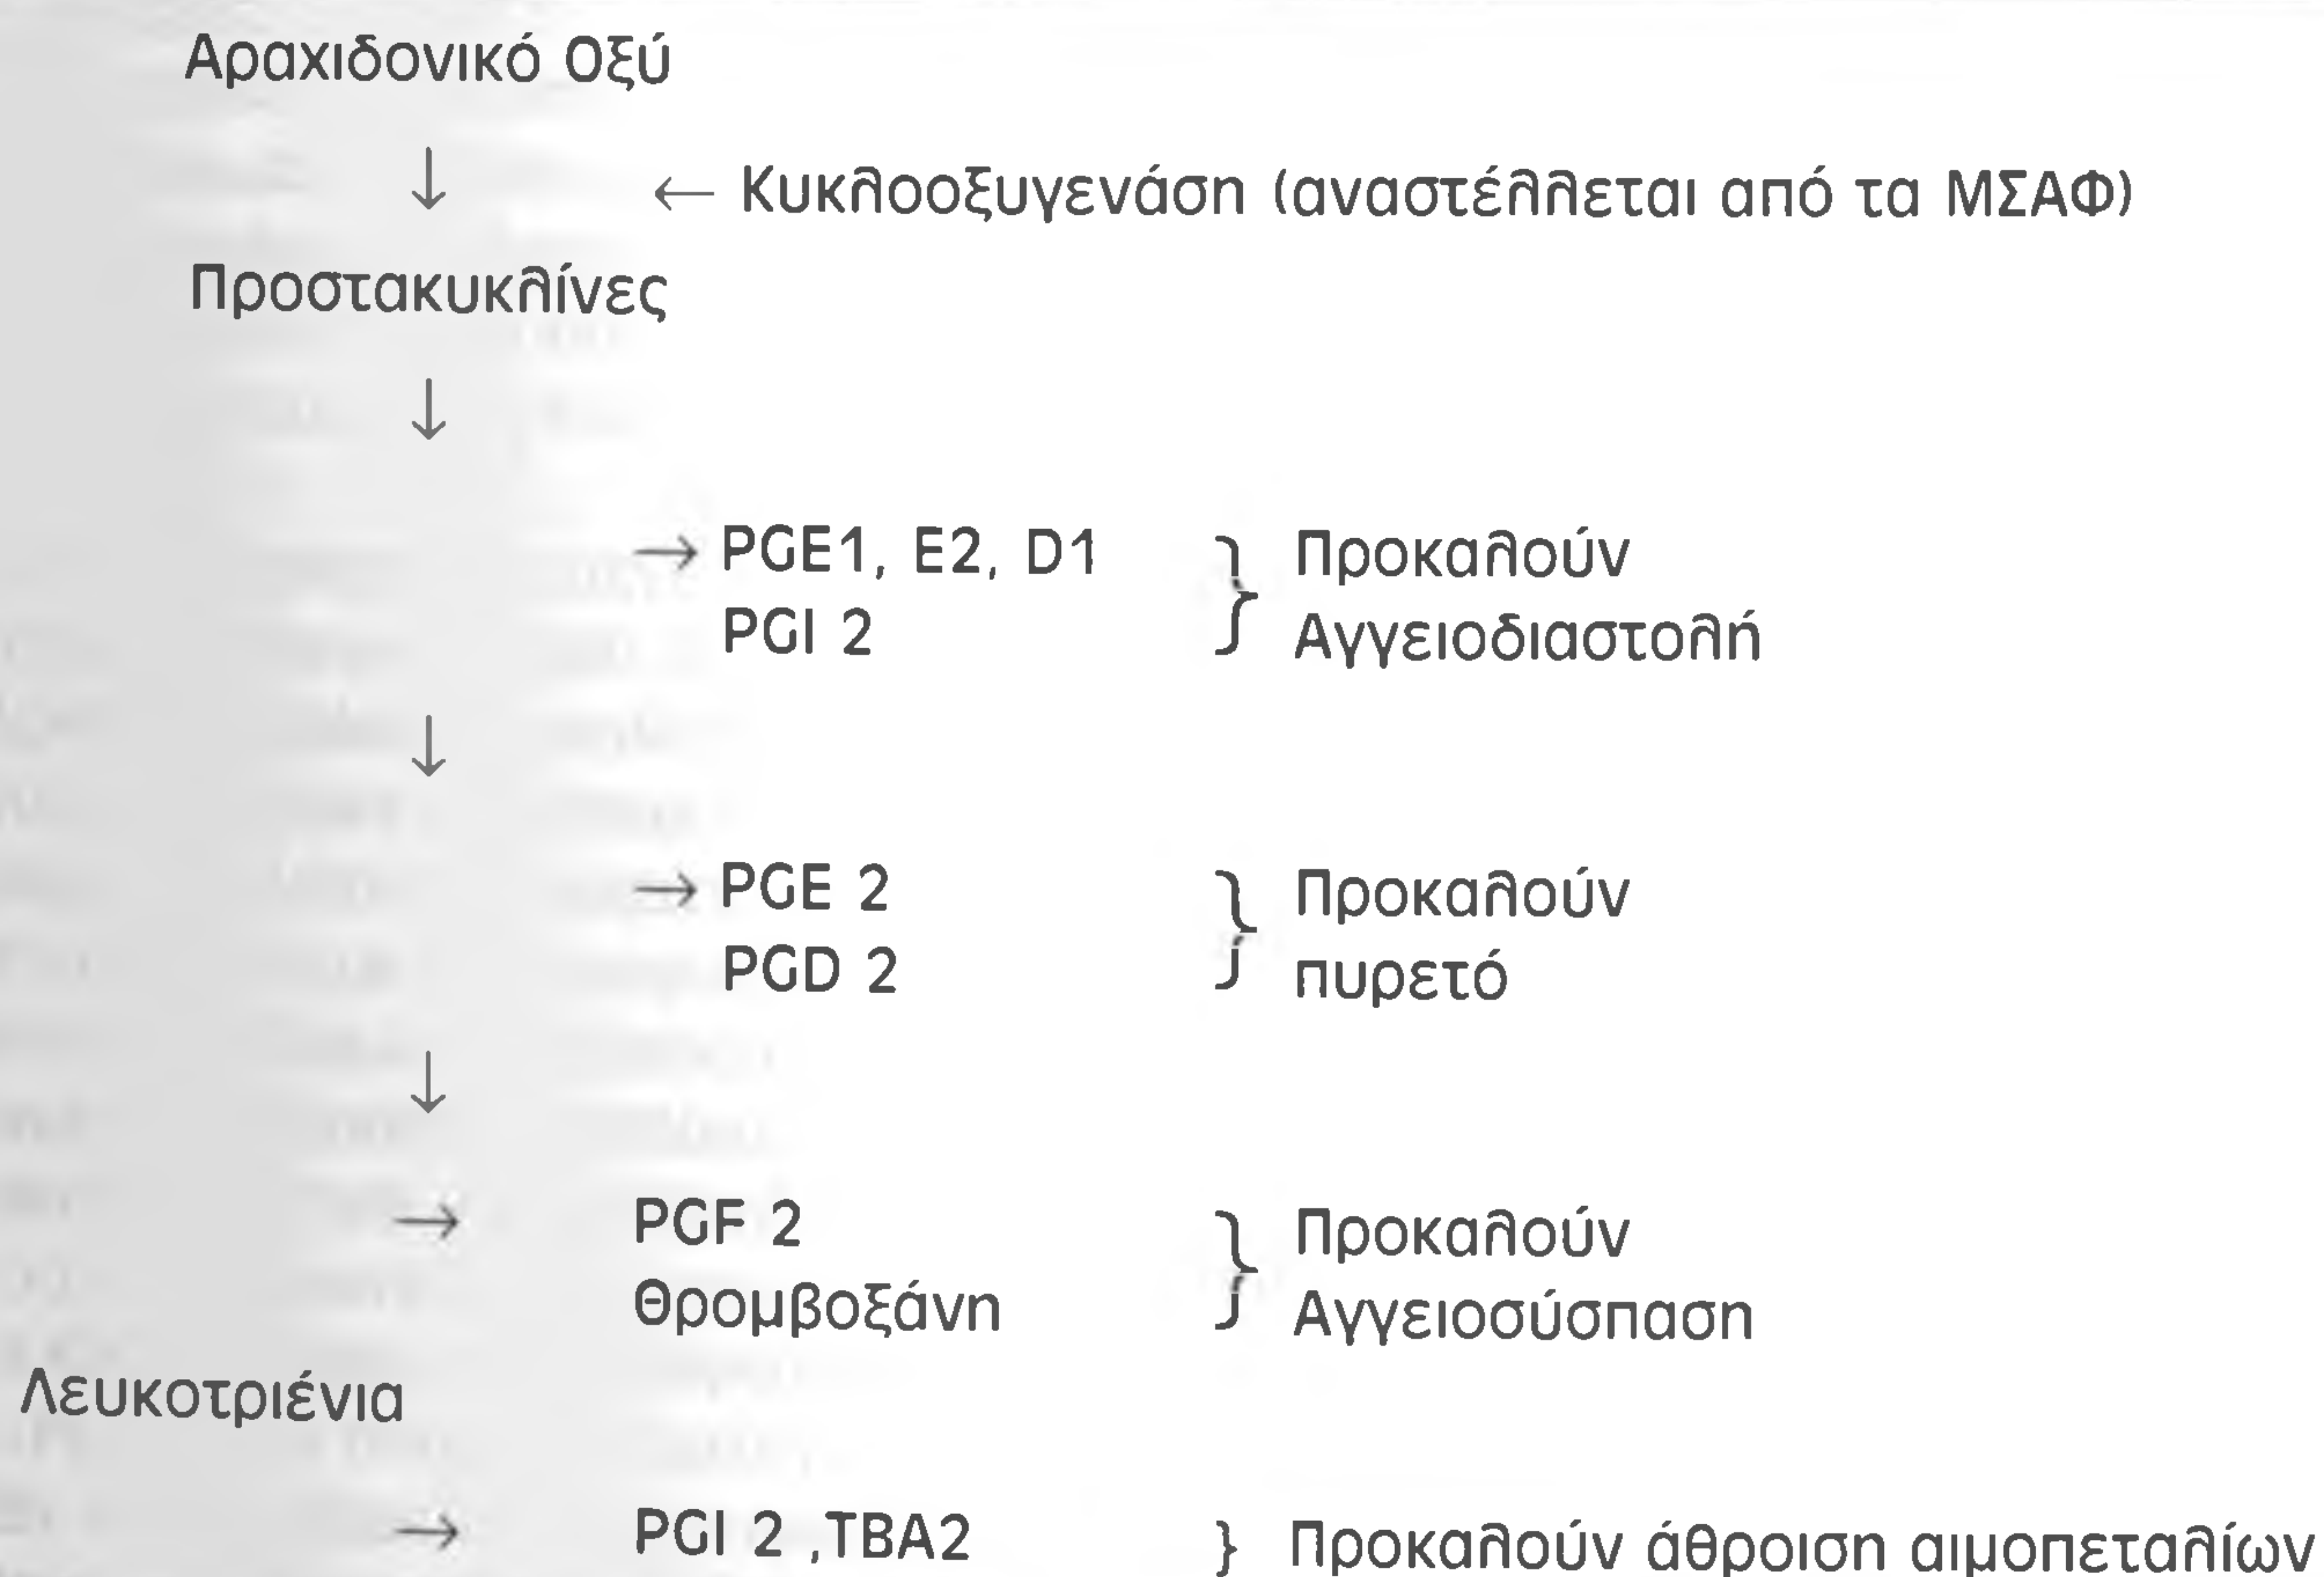 Αραχιδονικό Οξύ
↓
← Κυκλοοξυγενάση (αναστέλλεται από τα ΜΣΑΦ)
Προστακυκλίνες
↓
→ PGE1, E2, D1 } Προκαλούν
PGI 2 } Αγγειοδιαστολή
↓
→ PGE 2 } Προκαλούν
PGD 2 } πυρετό
↓
→ PGF 2 } Προκαλούν
Θρομβοξάνη } Αγγειοσύσπαση
Λευκοτριένια
→ PGI 2 ,TBA2 } Προκαλούν άθροιση αιμοπεταλίων